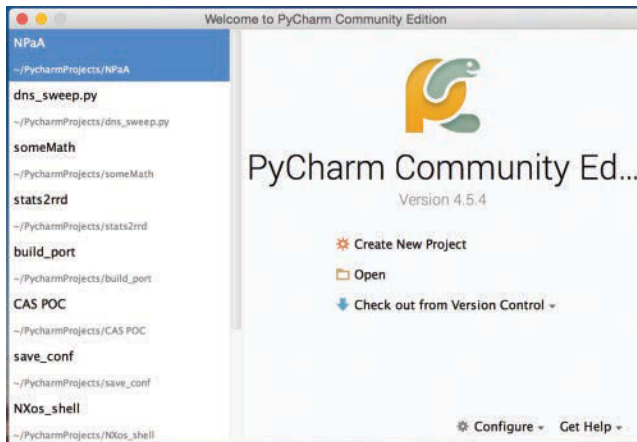 Welcome to PyCharm Community Edition
NPaA
~/PycharmProjects/NPaA
dns_sweep.py
~/PycharmProjects/dns_sweep.py
someMath
~/PycharmProjects/someMath
stats2rrd
~/PycharmProjects/stats2rrd
build_port
~/PycharmProjects/build_port
CAS POC
~/PycharmProjects/CAS POC
save_conf
~/PycharmProjects/save_conf
NXos_shell
~/PycharmProjects/NXos_shell
PyCharm Community Ed...
Version 4.5.4
Create New Project
Open
Check out from Version Control
Configure
Get Help